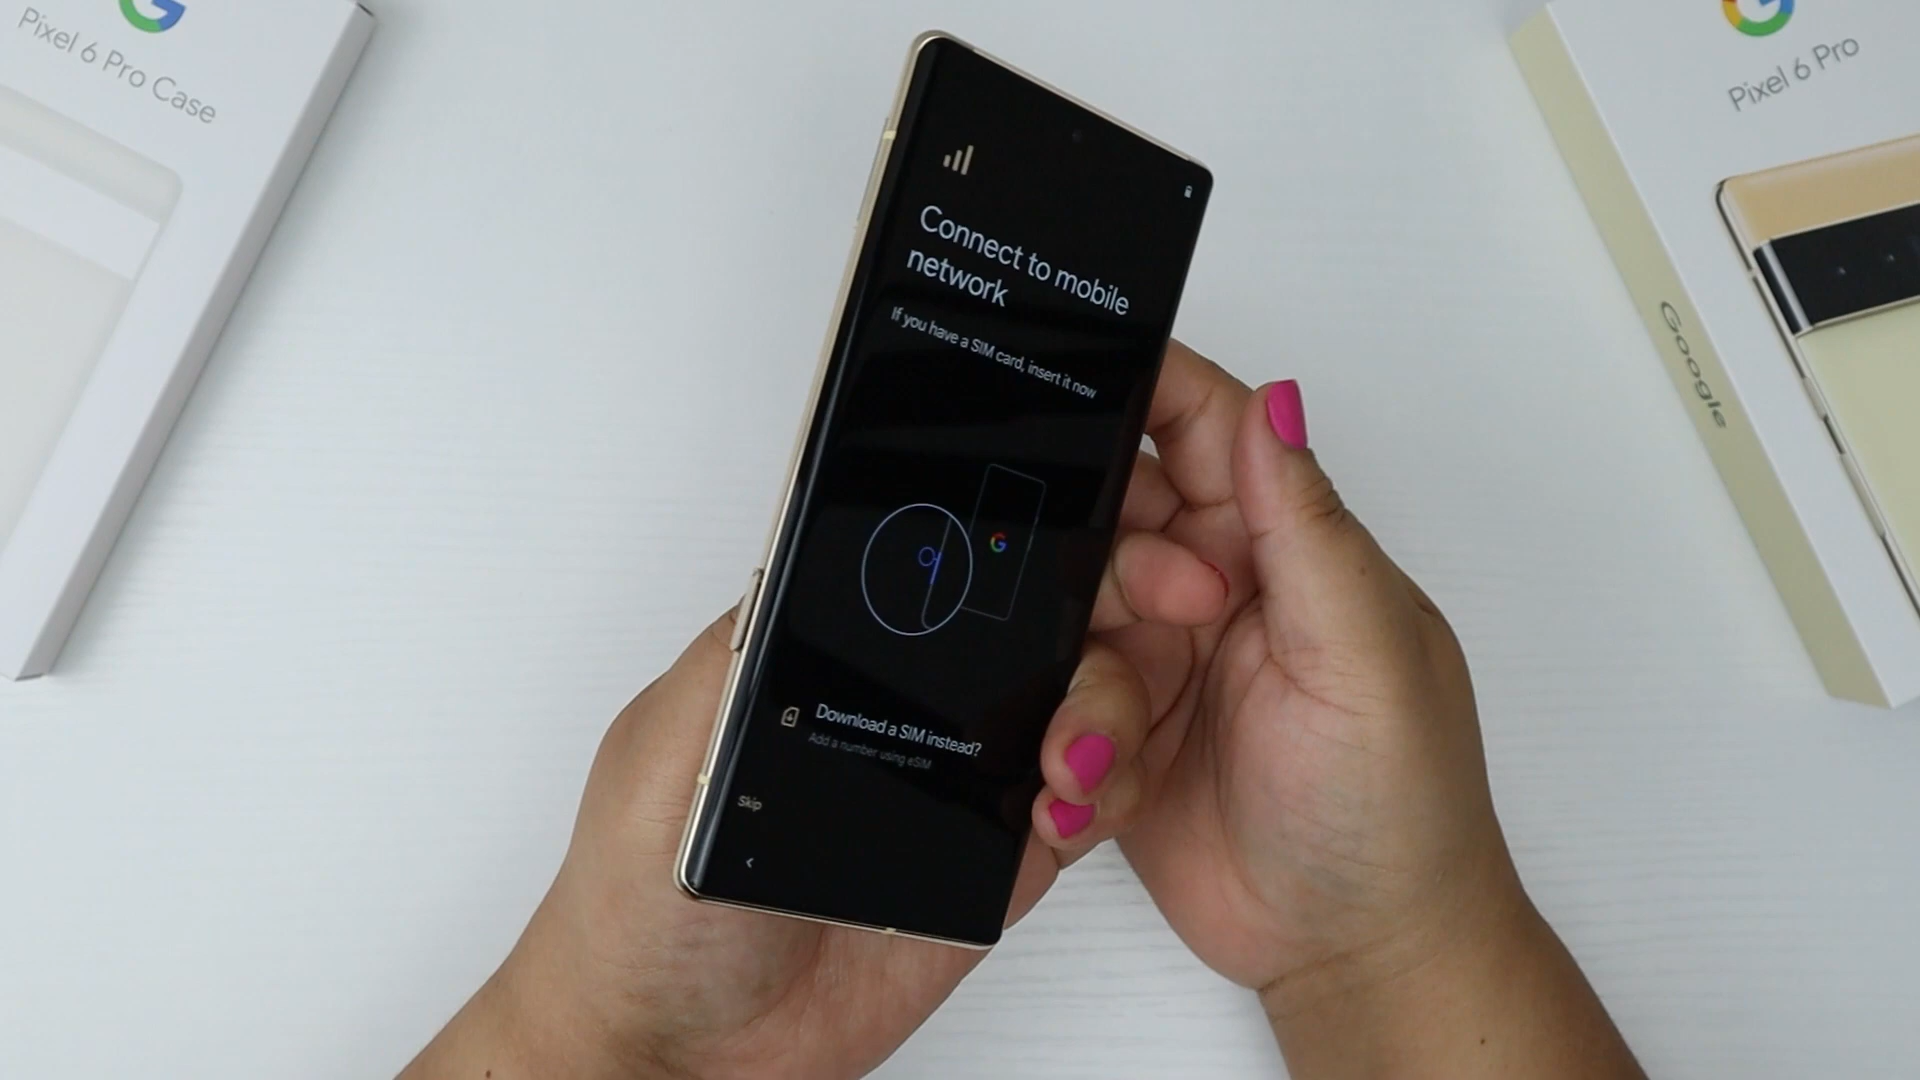 Pixel 6 Pro Case
Connect to mobile
network
If you have a SIM card, insert it now
G
Download a SIM instead?
Add a number using eSIM
Skip
G
Pixel 6 Pro
Google